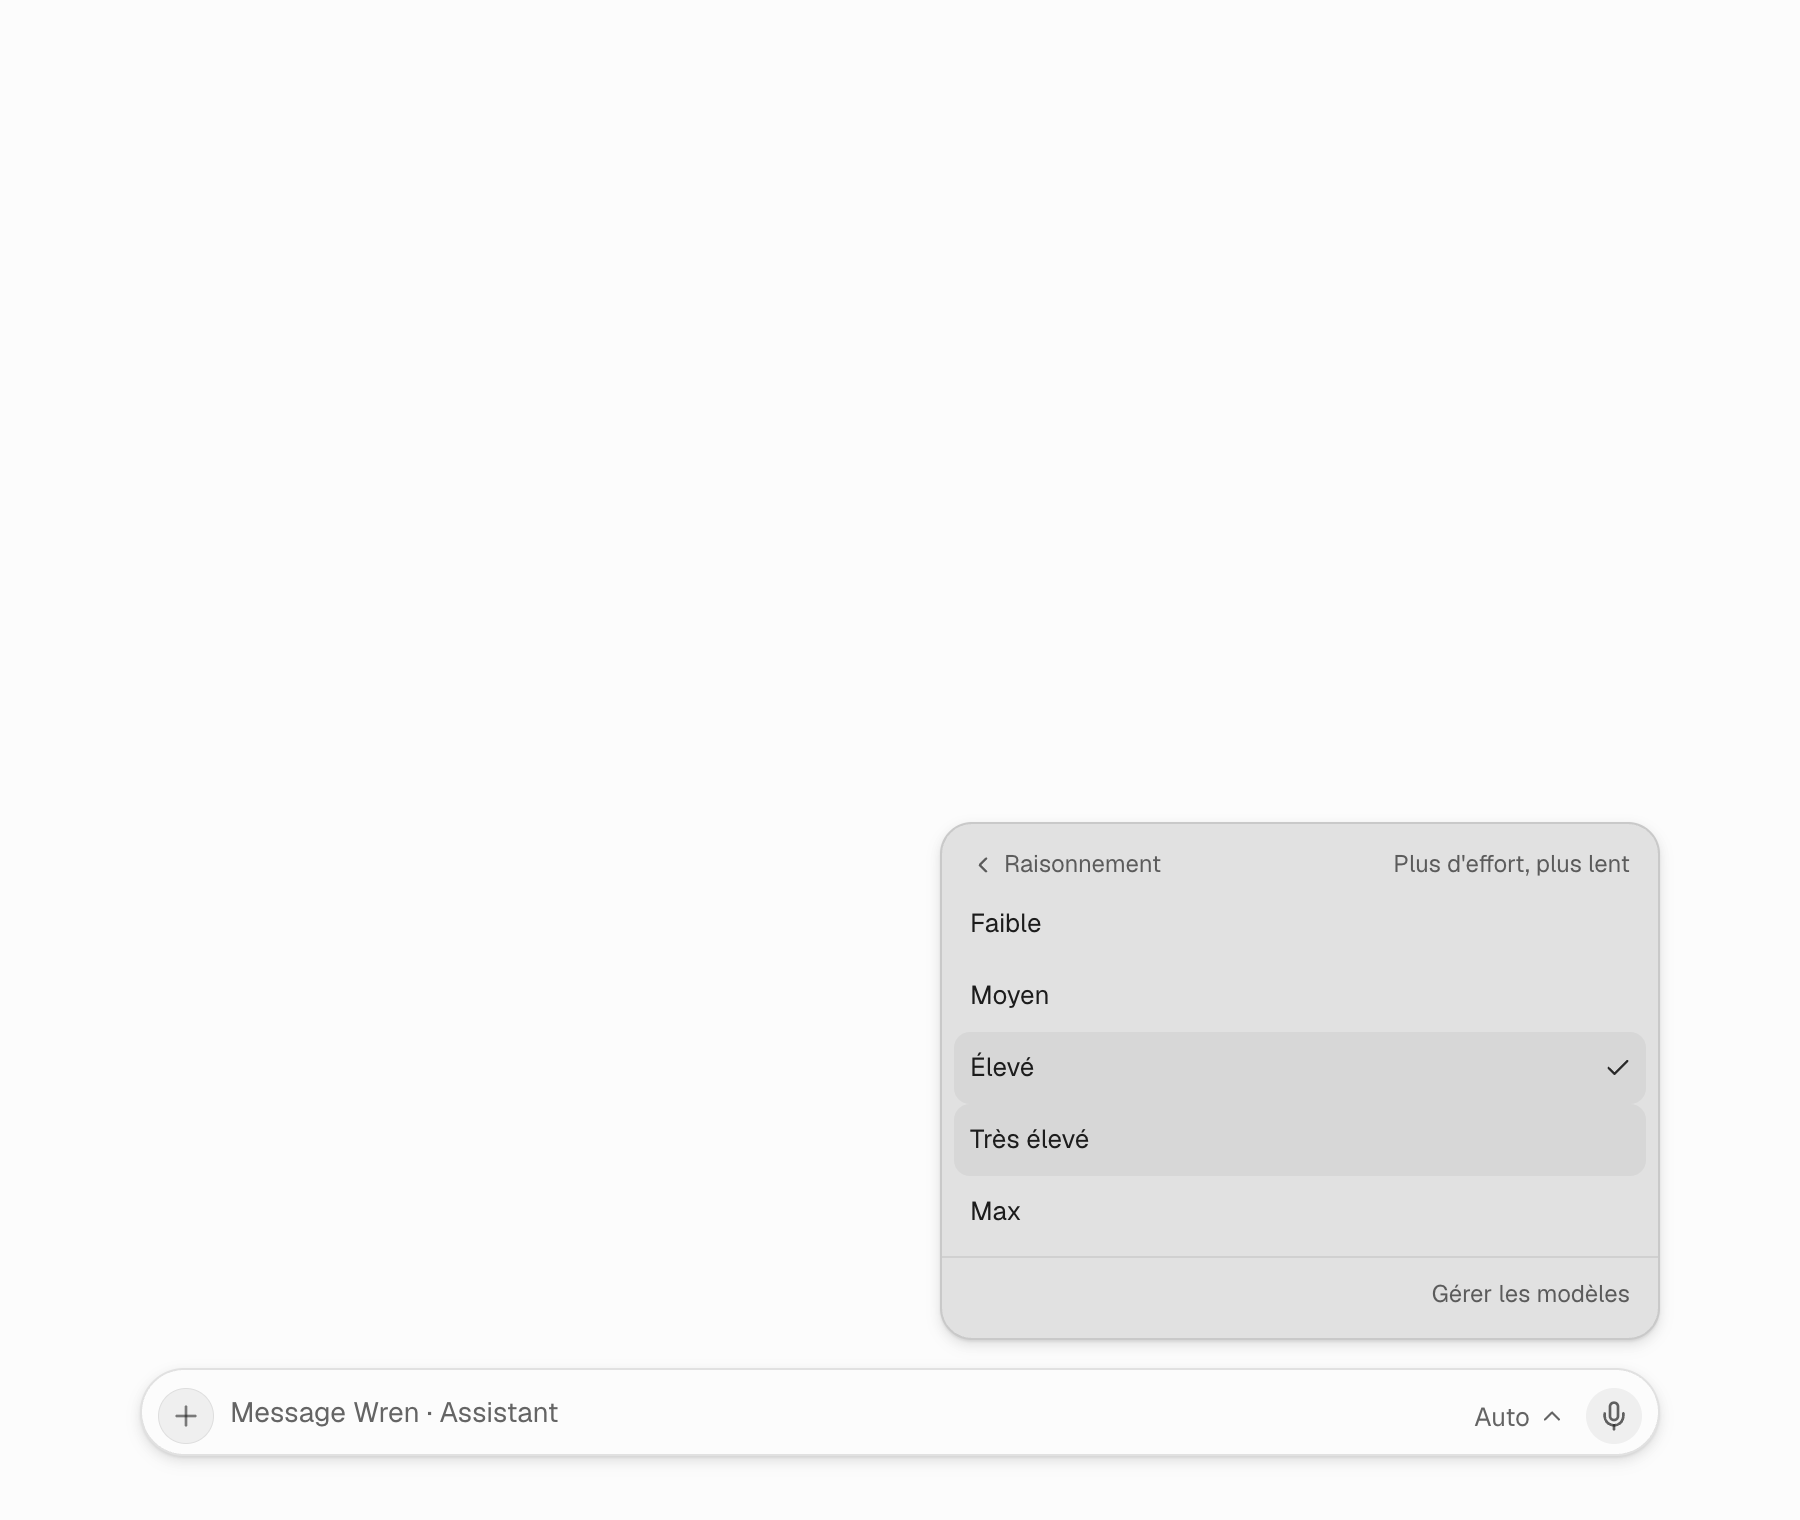 Raisonnement Plus d'effort, plus lent
Faible
Moyen
Élevé
Très élevé
Max
Gérer les modèles
Message Wren · Assistant Auto